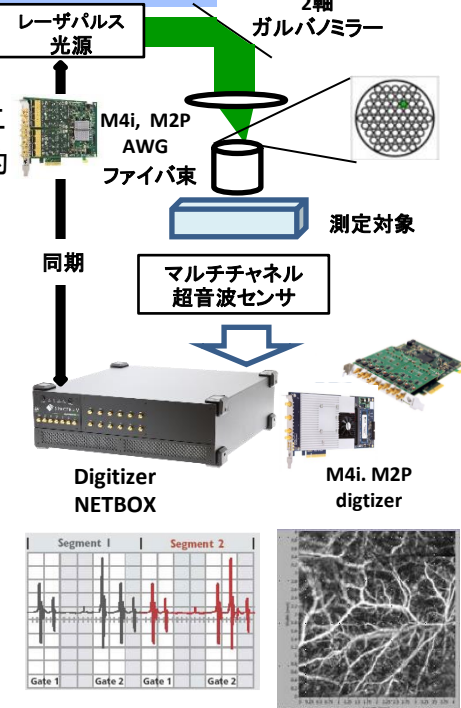 2軸
ガルバノミラー
レーザパルス
光源
M4i, M2P
AWG
ファイバ束
測定対象
同期
マルチチャネル
超音波センサ
Digitizer
NETBOX
M4i. M2P
digtizer
Segment 1 Segment 2
Gate 1 Gate 2 Gate 1 Gate 2